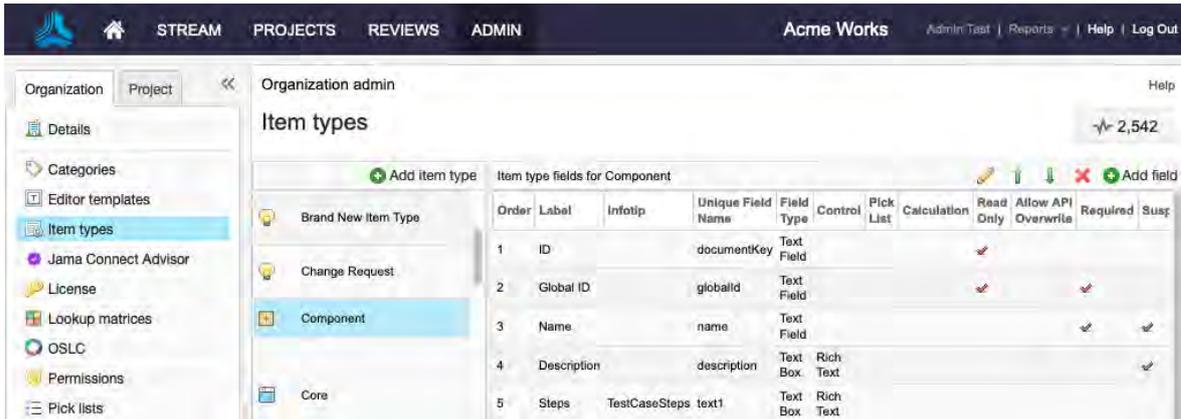 STREAM PROJECTS REVIEWS ADMIN Acme Works Admin Test | Reports | Help | Log Out
Organization Project
Organization admin Help
Details
Item types 2,542
Categories
Editor templates
Item types
Jama Connect Advisor
License
Lookup matrices
OSLC
Permissions
Pick lists
Add item type
Brand New Item Type
Change Request
Component
Core
Item type fields for Component Add field
Order Label Infotip Unique Field Name Field Type Control Pick List Calculation Read Only Allow API Overwrite Required Susp
1 ID documentKey Text Field
2 Global ID globalId Text Field
3 Name name Text Field
4 Description description Text Box Rich Text
5 Steps TestCaseSteps text1 Text Box Rich Text